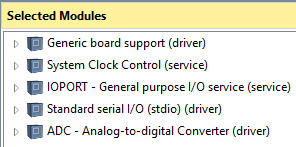 Selected Modules
Generic board support (driver)
System Clock Control (service)
IOPORT - General purpose I/O service (service)
Standard serial I/O (stdio) (driver)
ADC - Analog-to-digital Converter (driver)